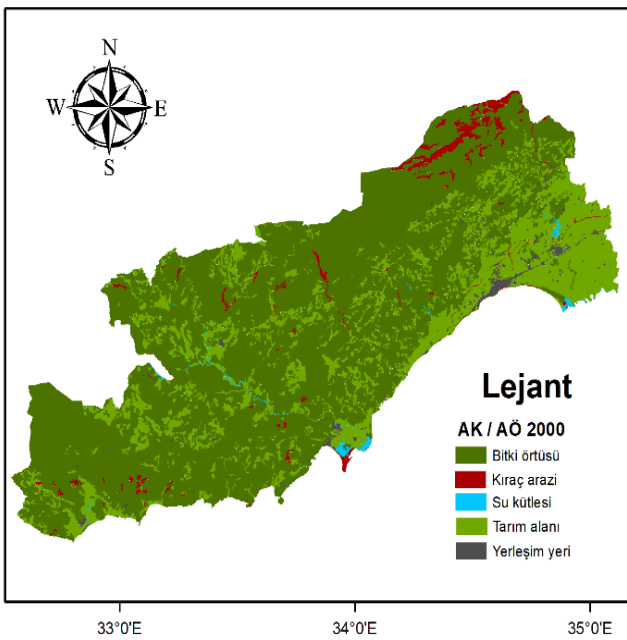 N
W E
S
Lejant
AK / AÖ 2000
Bitki örtüsü
Kıraç arazi
Su kütlesi
Tarım alanı
Yerleşim yeri
33°0'E 34°0'E 35°0'E